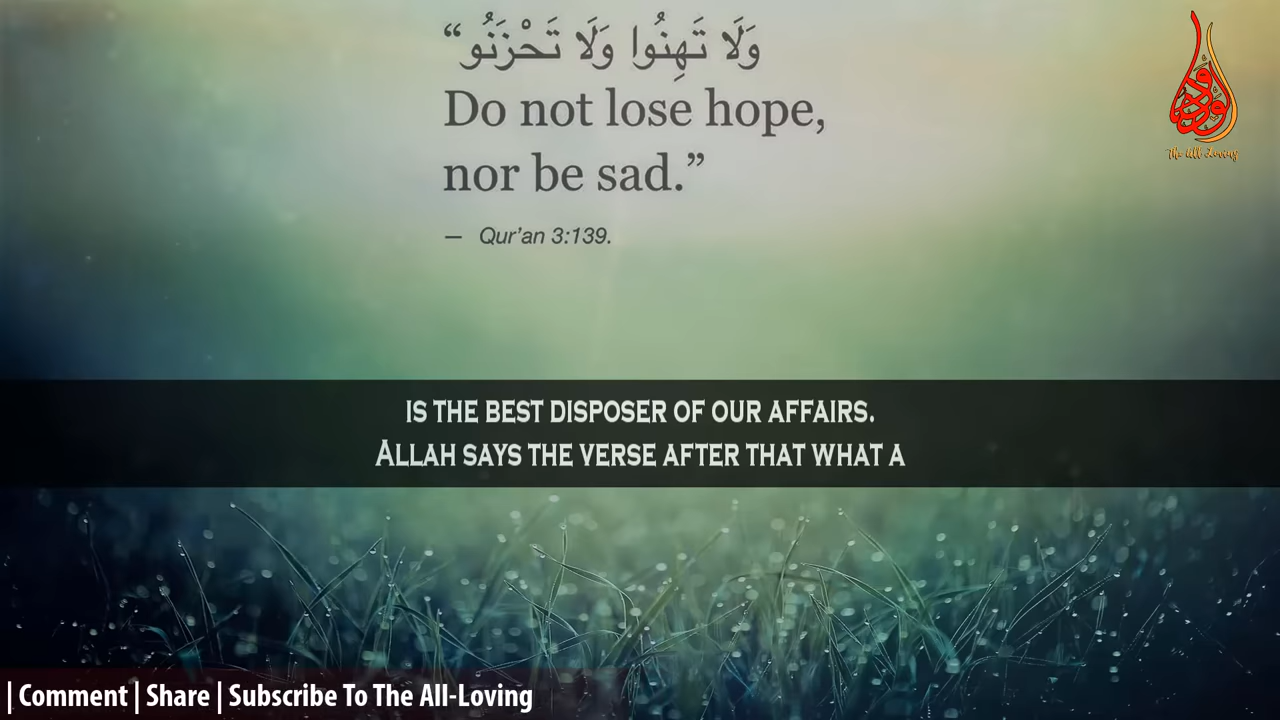 “وَلَا تَهِنُوا وَلَا تَحْزَنُو
Do not lose hope,
nor be sad.”
— Qur’an 3:139.
The All-Loving
IS THE BEST DISPOSER OF OUR AFFAIRS.
ALLAH SAYS THE VERSE AFTER THAT WHAT A
| Comment | Share | Subscribe To The All-Loving